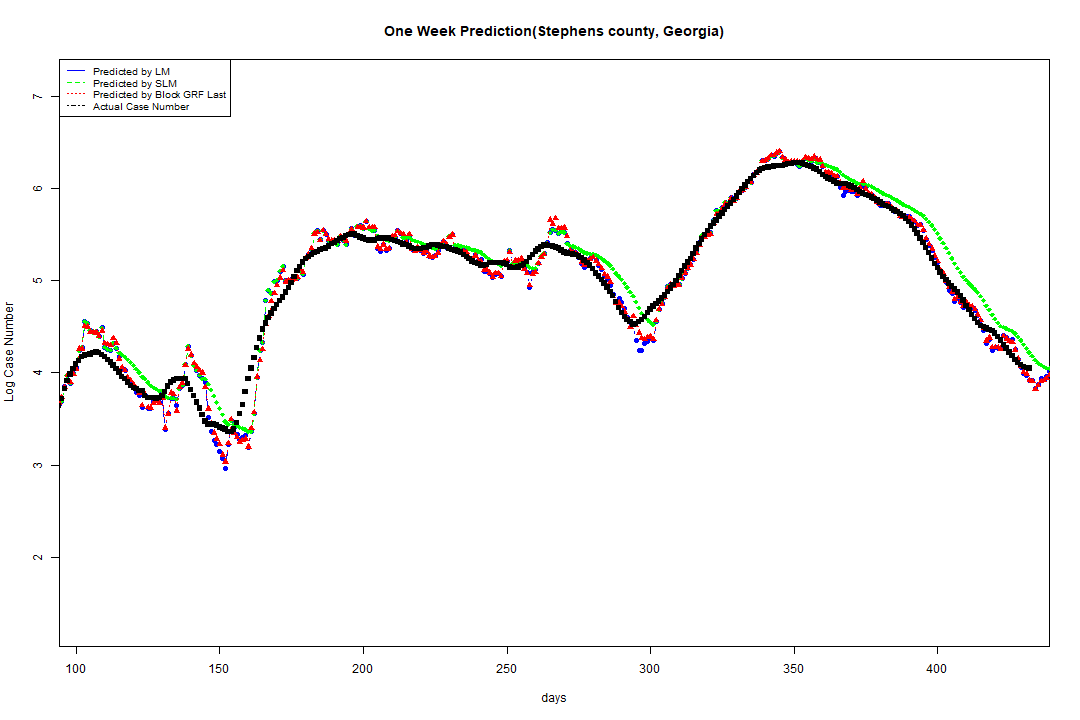 One Week Prediction(Stephens county, Georgia)
Predicted by LM
Predicted by SLM
Predicted by Block GRF Last
Actual Case Number
7
6
5
4
3
2
Log Case Number
100 150 200 250 300 350 400
days